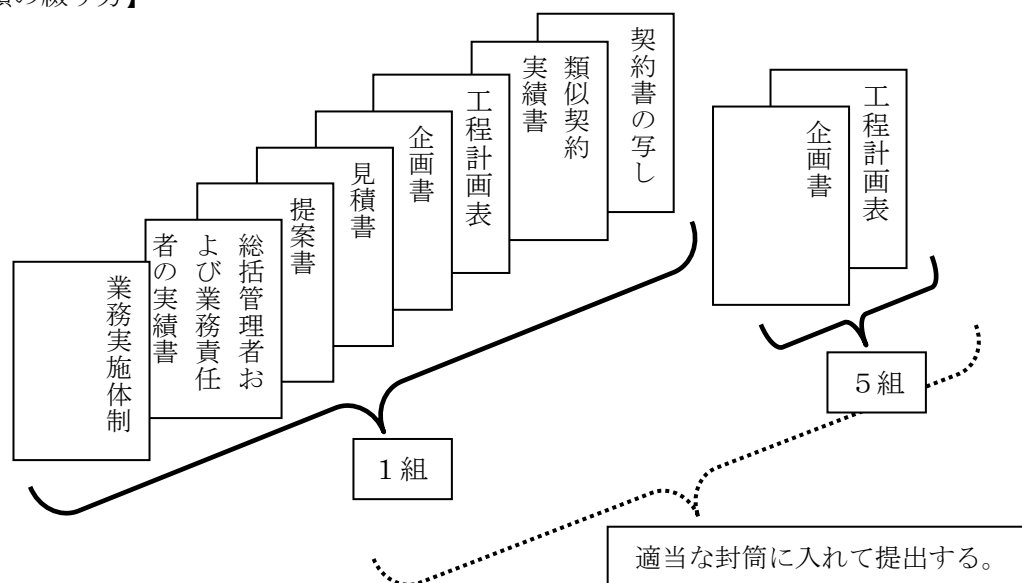 の綴り方】
契約書の写し
類似契約
実績書
工程計画表
企画書
見積書
提案書
総括管理者お
よび業務責任
者の実績書
業務実施体制
1組
工程計画表
企画書
5組
適当な封筒に入れて提出する。